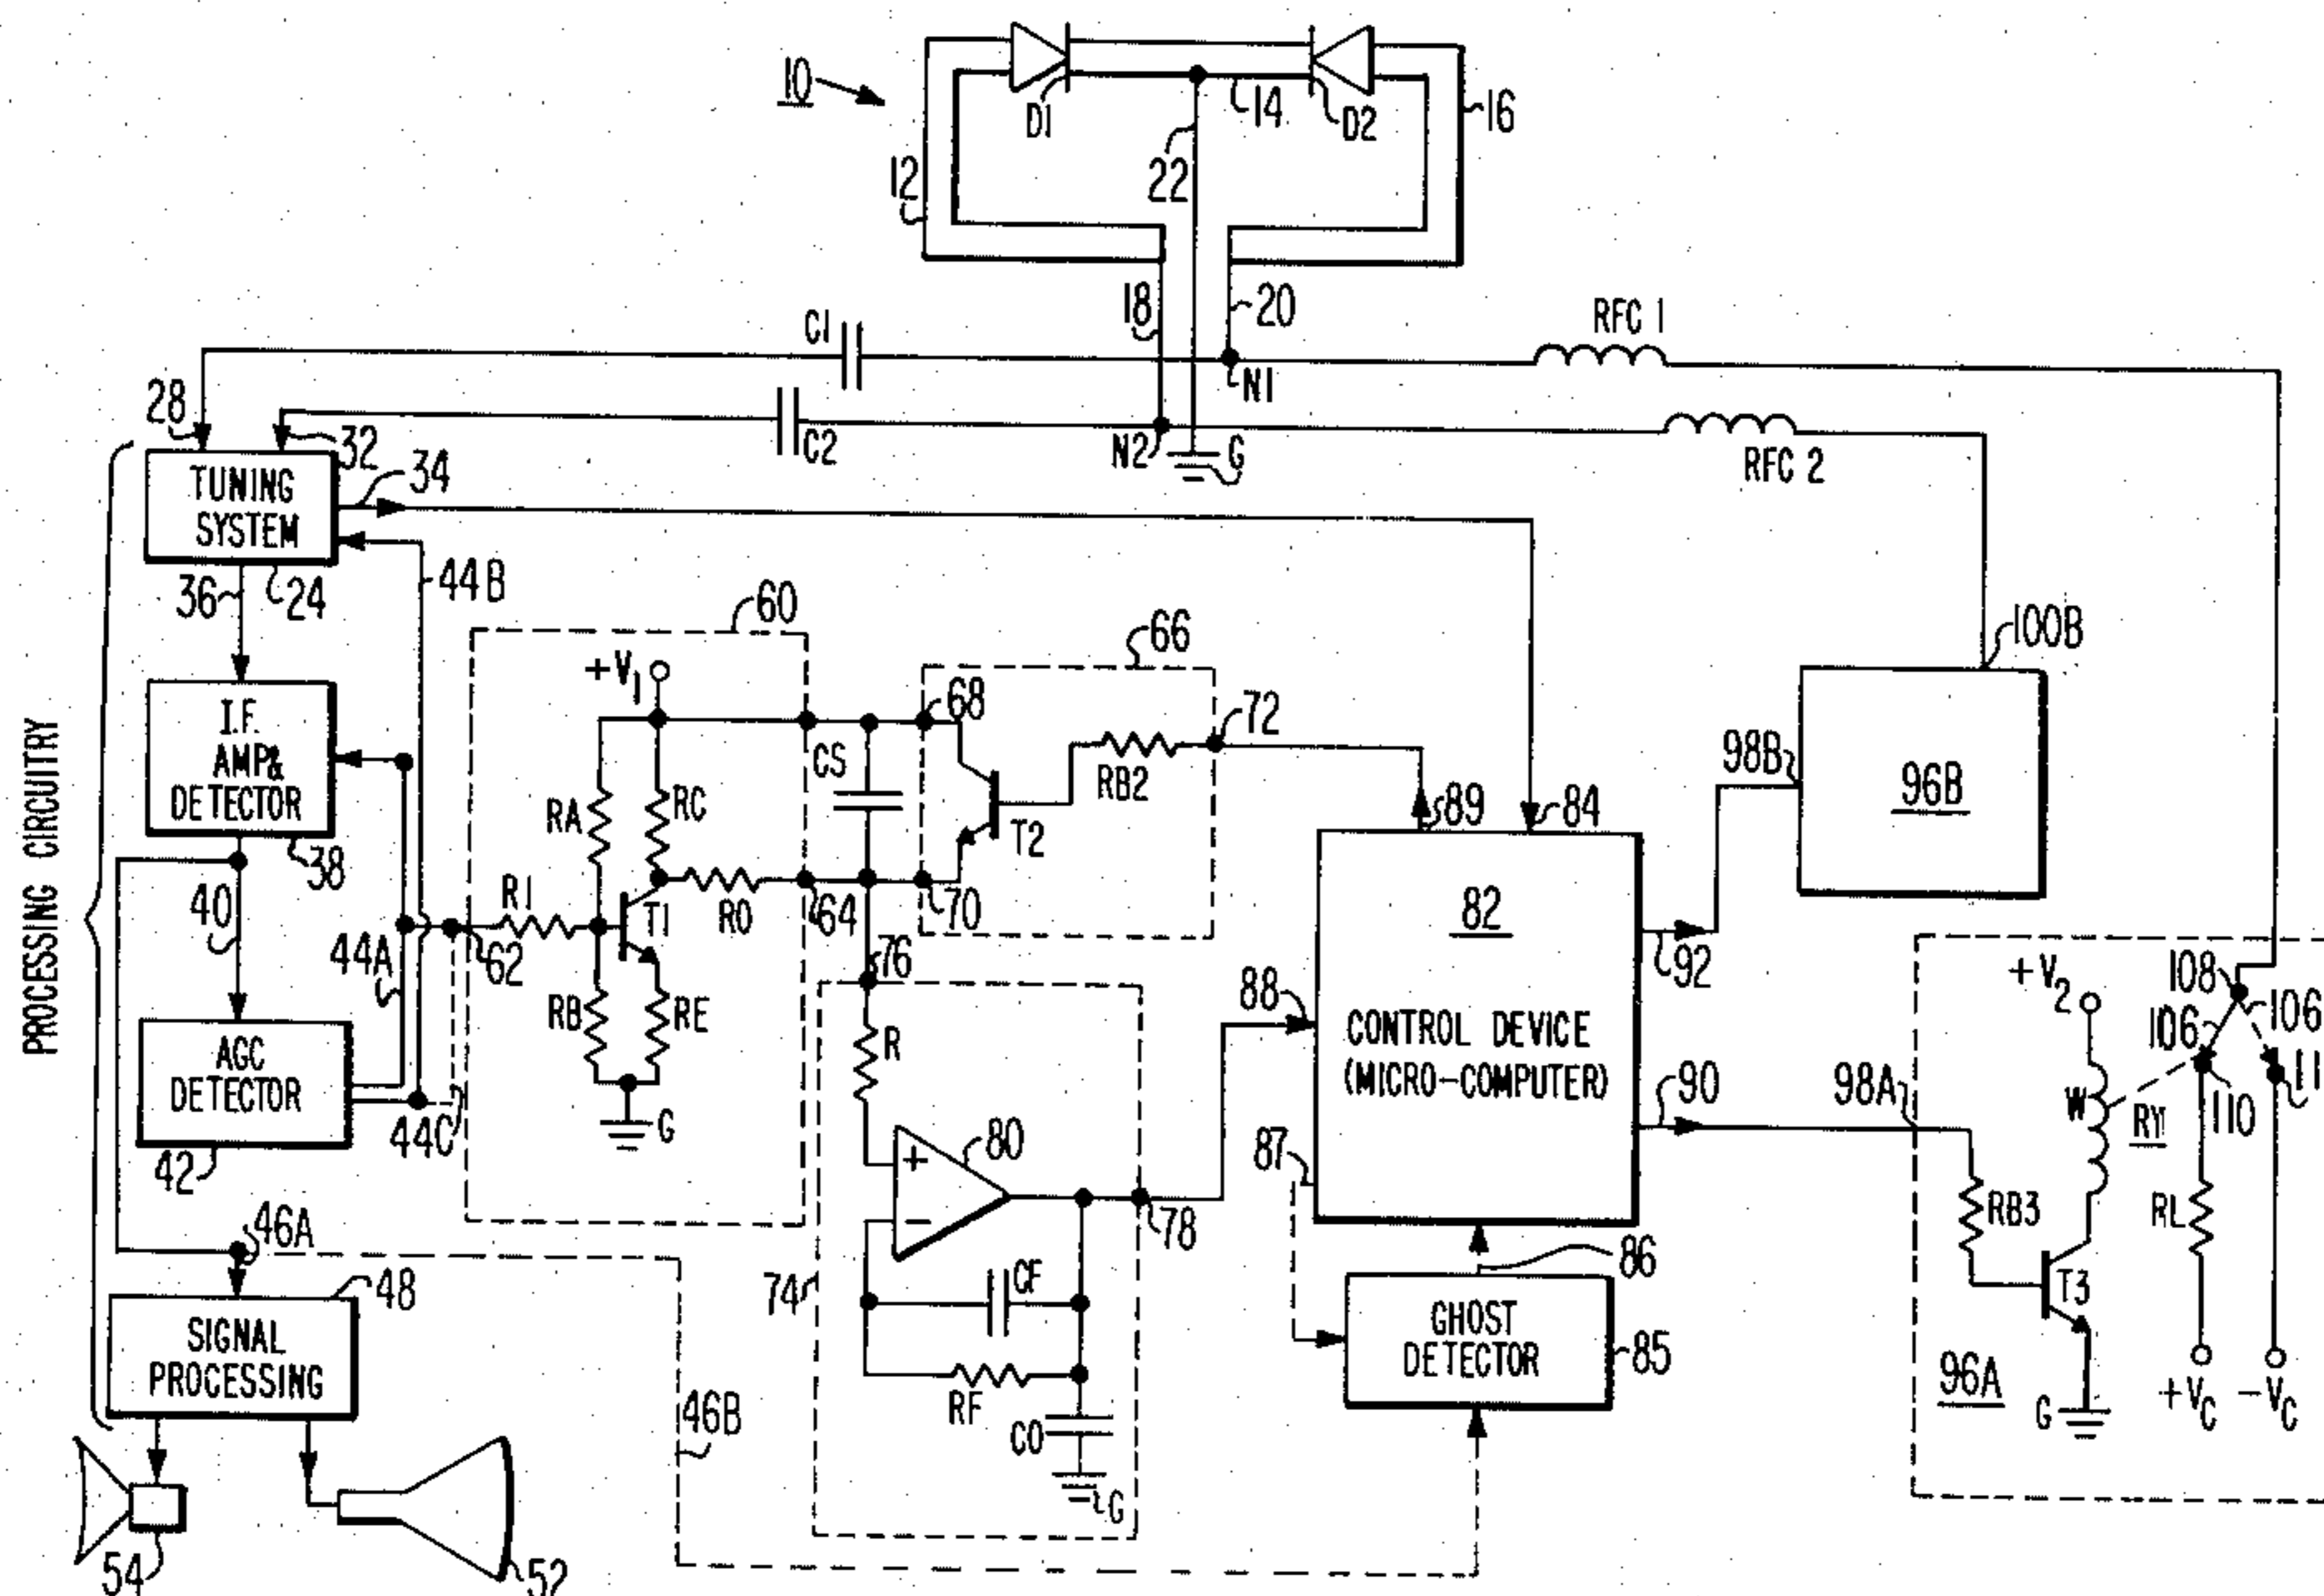 10
D1
14
D2
16
12
22
18
20
C1
RFC 1
N1
28
32
C2
N2
G
RFC 2
TUNING
SYSTEM
34
36
24
44B
60
66
100B
+V1
68
72
I.F.
AMP &
DETECTOR
CS
RB2
98B
96B
RA
RC
T2
89
84
38
PROCESSING CIRCUITRY
40
R1
T1
RO
64
70
82
92
44A
62
76
+V2
108
106
106
RB
RE
R
88
CONTROL DEVICE
(MICRO-COMPUTER)
90
98A
W
RY
110
11
AGC
DETECTOR
44C
G
80
+
−
87
42
78
RB3
RL
46A
86
74
CF
T3
48
SIGNAL
PROCESSING
GHOST
DETECTOR
85
96A
RF
46B
CO
G
G
+VC
−VC
54
52